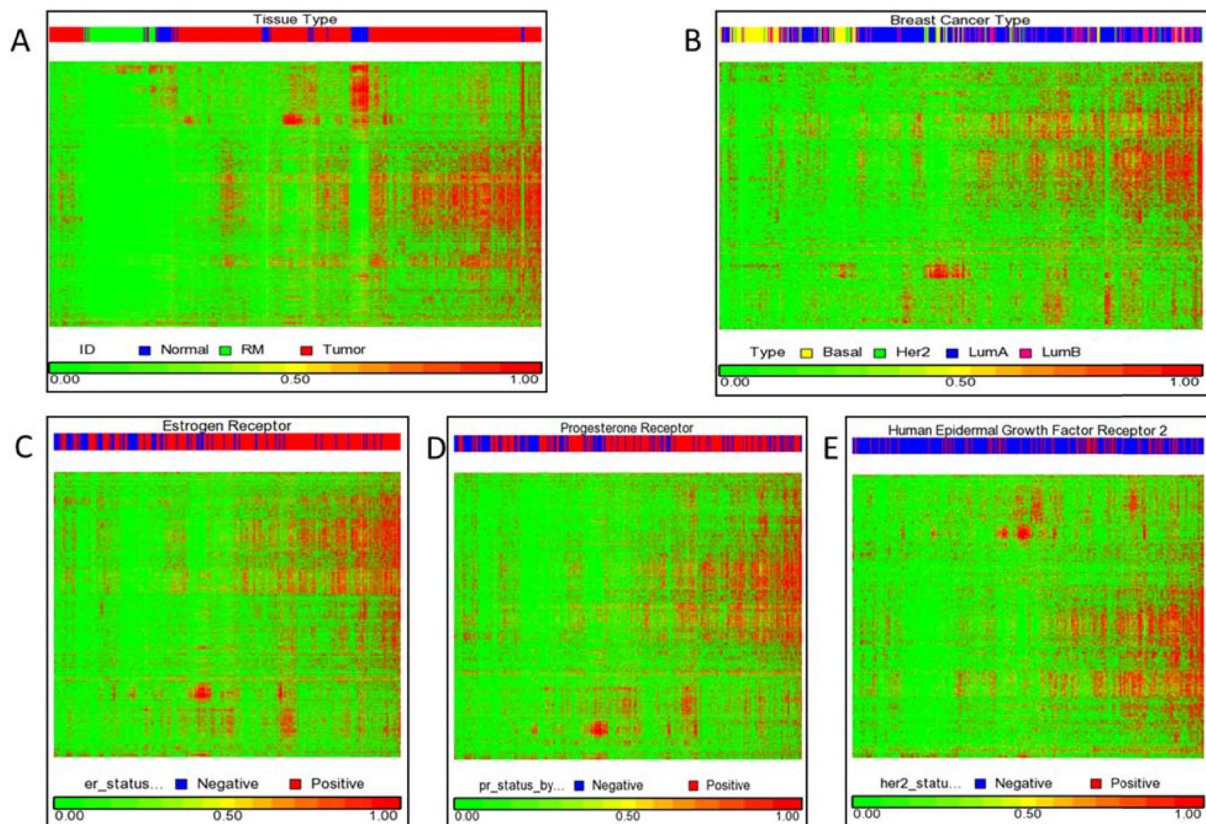 A
Tissue Type
ID Normal RM Tumor
0.00 0.50 1.00
B
Breast Cancer Type
Type Basal Her2 LumA LumB
0.00 0.50 1.00
C
Estrogen Receptor
er_status... Negative Positive
0.00 0.50 1.00
D
Progesterone Receptor
pr_status_by... Negative Positive
0.00 0.50 1.00
E
Human Epidermal Growth Factor Receptor 2
her2_statu... Negative Positive
0.00 0.50 1.00